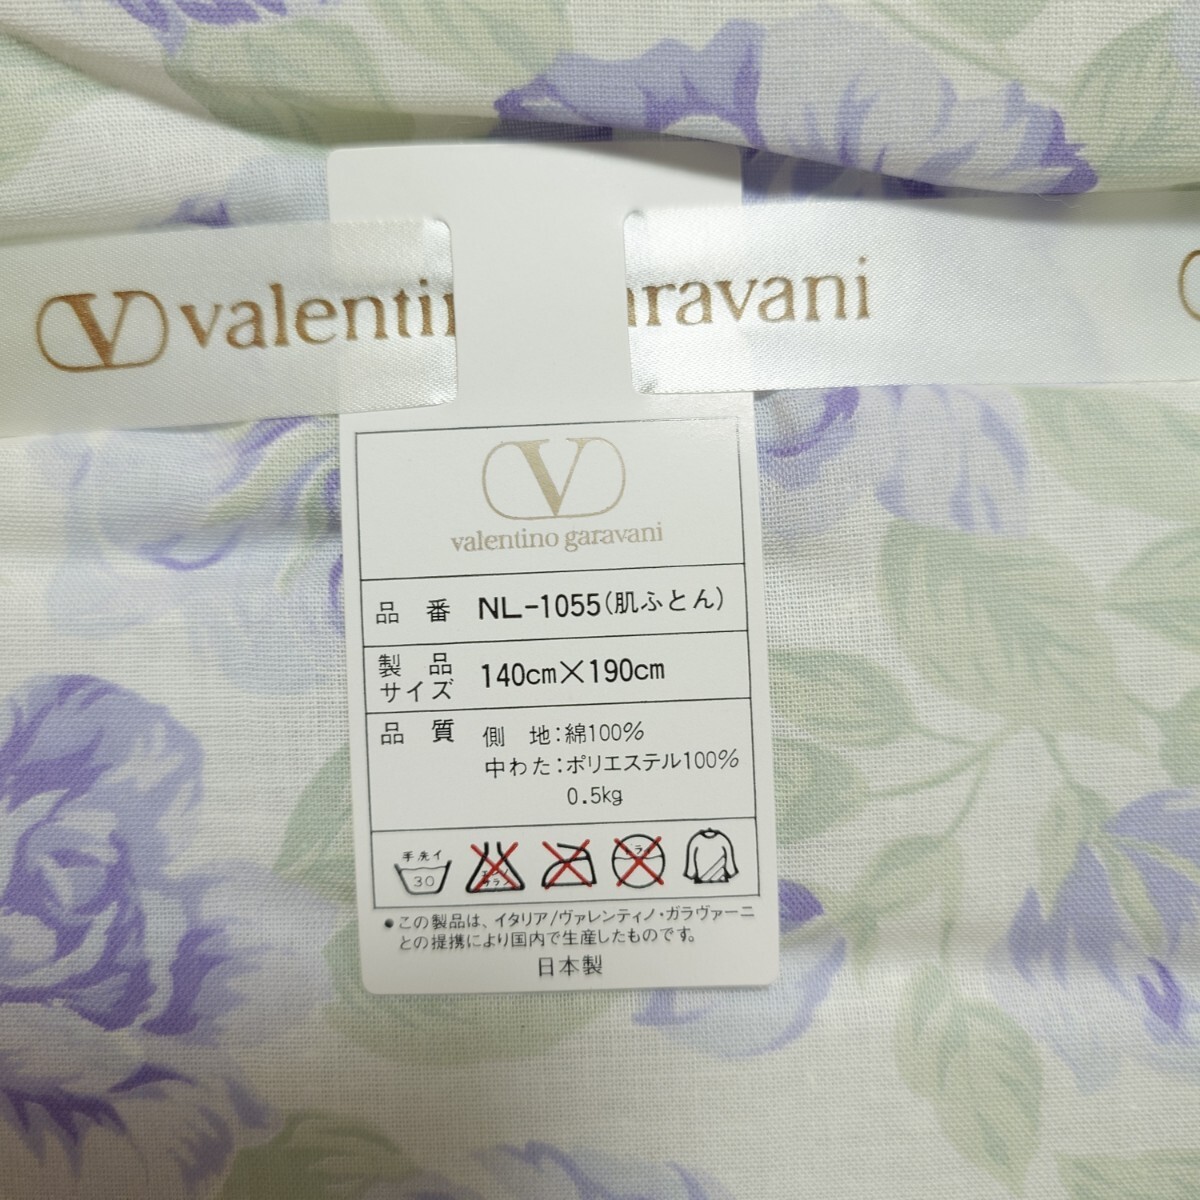 valentin
aravani
valentino garavani
品 番 NL-1055(肌ふとん)
製 品
サイズ 140cm×190cm
品 質 側 地:綿100%
中わた:ポリエステル100%
0.5kg
手洗イ
30
●この製品は、イタリア/ヴァレンティノ・ガラヴァーニ
との提携により国内で生産したものです。
日本製